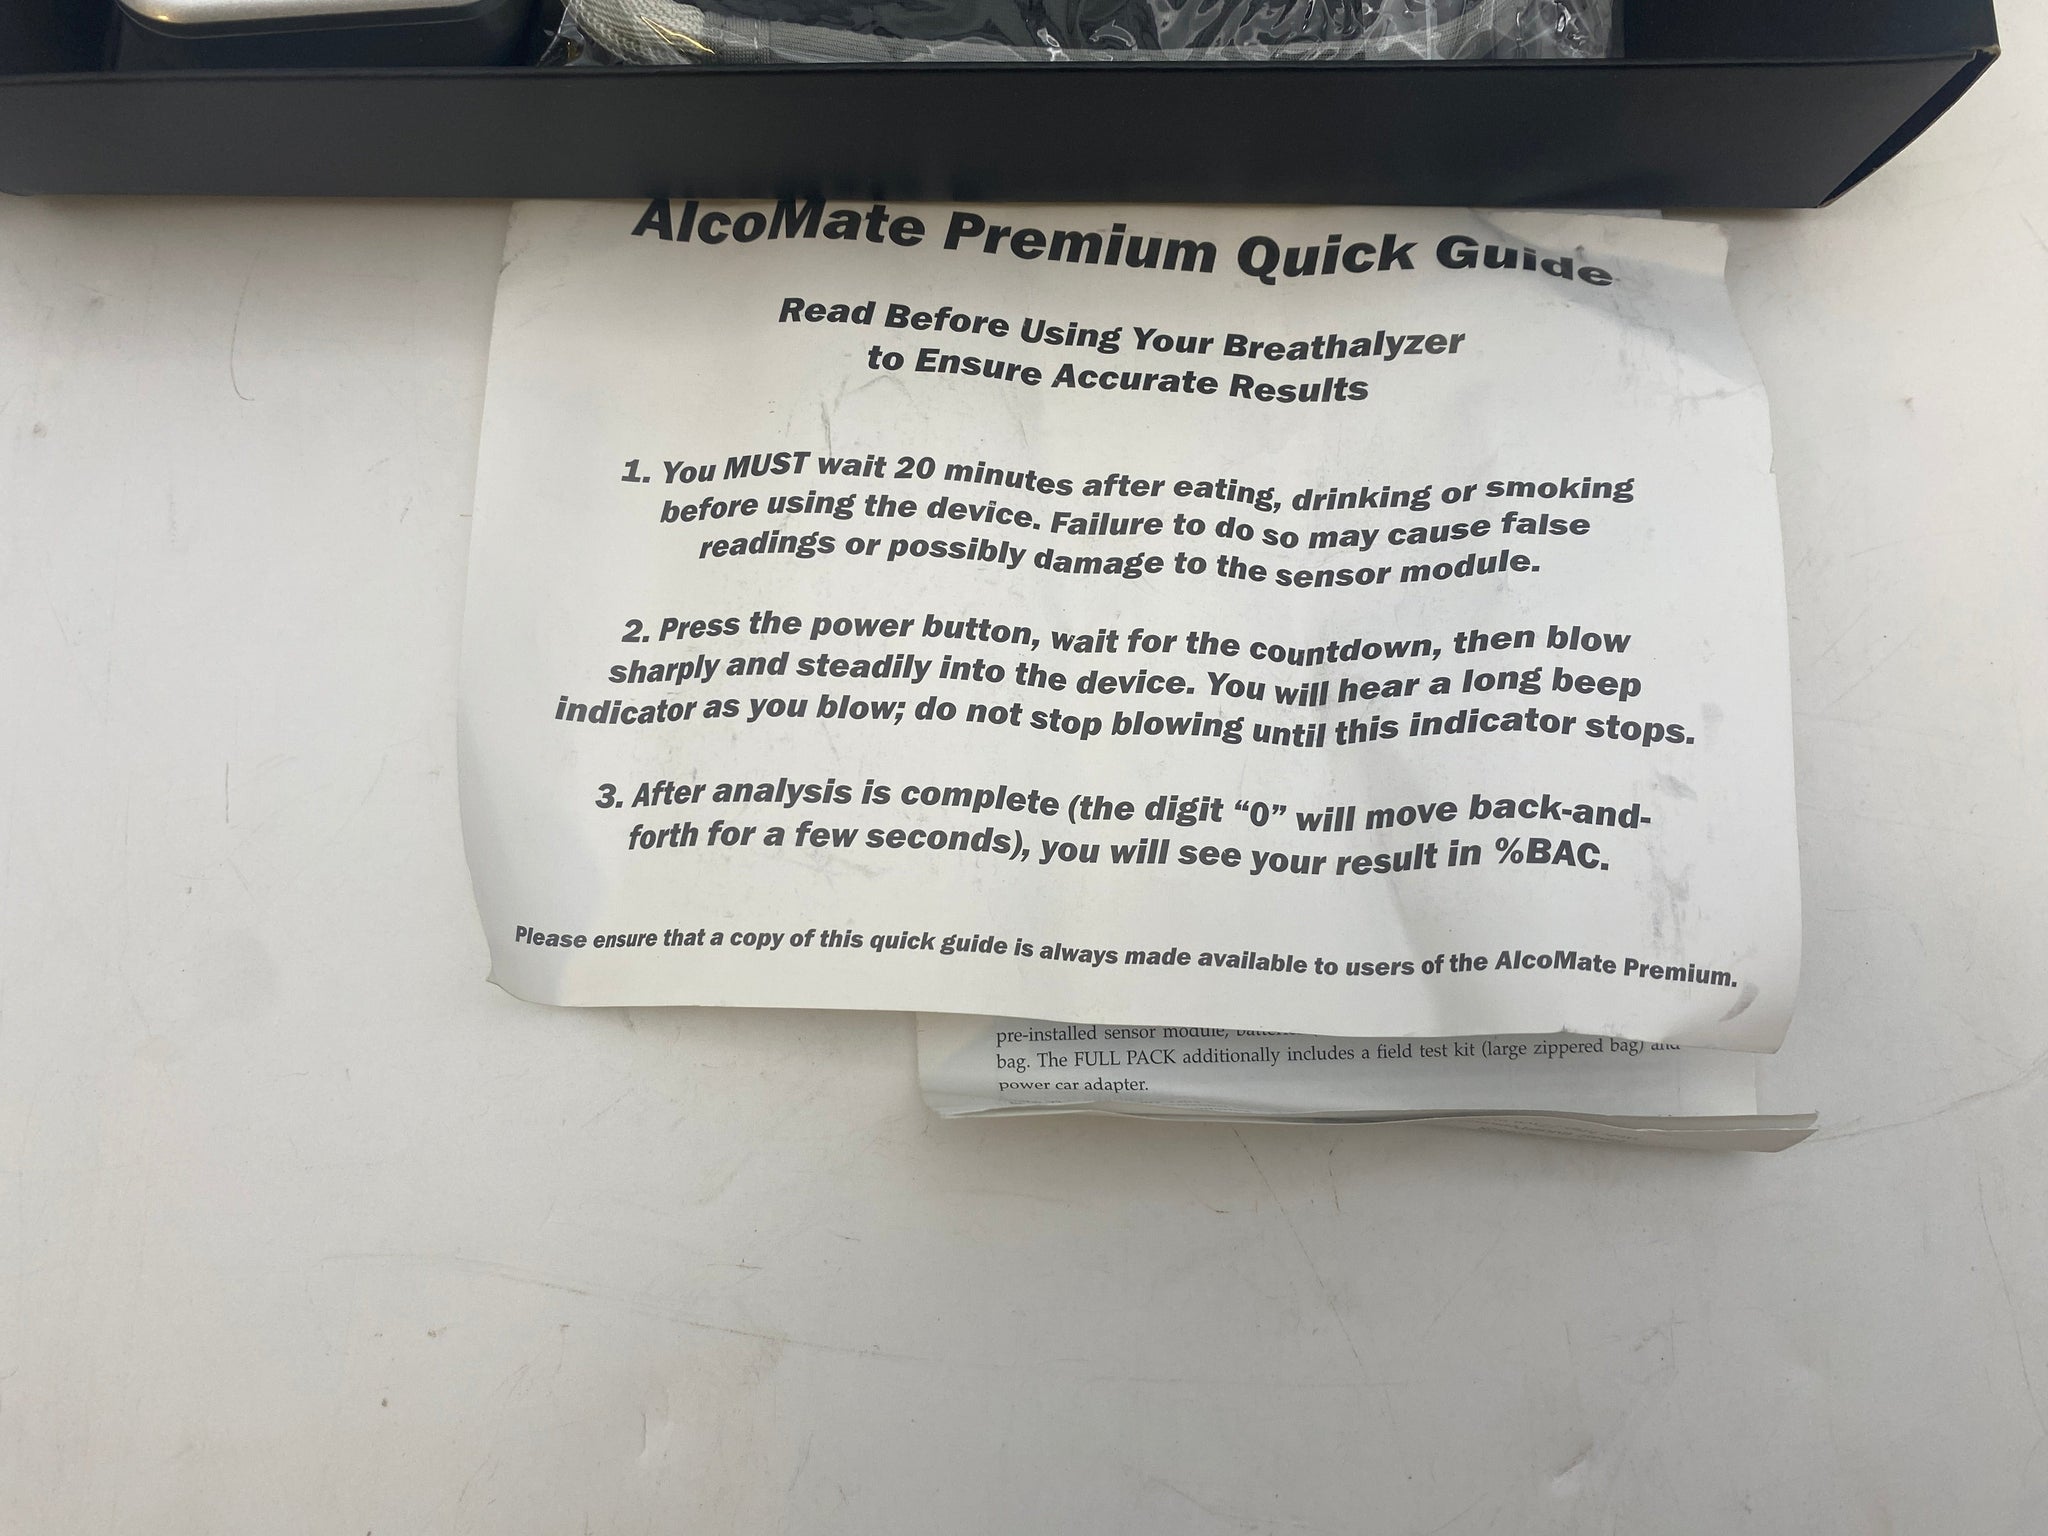 AlcoMate Premium Quick Guide
Read Before Using Your Breathalyzer
to Ensure Accurate Results
1. You MUST wait 20 minutes after eating, drinking or smoking
before using the device. Failure to do so may cause false
readings or possibly damage to the sensor module.
2. Press the power button, wait for the countdown, then blow
sharply and steadily into the device. You will hear a long beep
indicator as you blow; do not stop blowing until this indicator stops.
3. After analysis is complete (the digit “0” will move back-and-
forth for a few seconds), you will see your result in %BAC.
Please ensure that a copy of this quick guide is always made available to users of the AlcoMate Premium.
pre-installed sensor module,
bag. The FULL PACK additionally includes a field test kit (large zippered bag) and
power car adapter.